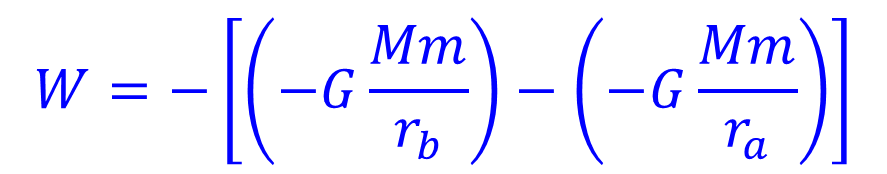 W = −[(−G Mm/r_b) − (−G Mm/r_a)]